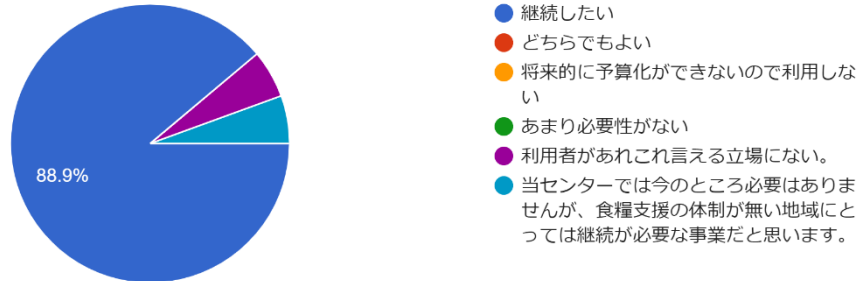 88.9%
継続したい
どちらでもよい
将来的に予算化ができないので利用しな
い
あまり必要性がない
利用者があれこれ言える立場にない。
当センターでは今のところ必要はありま
せんが、食糧支援の体制が無い地域にと
っては継続が必要な事業だと思います。